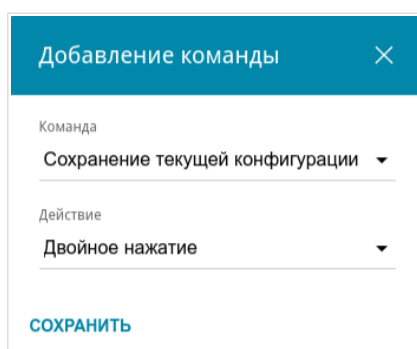 Добавление команды
Команда
Сохранение текущей конфигурации
Действие
Двойное нажатие
СОХРАНИТЬ